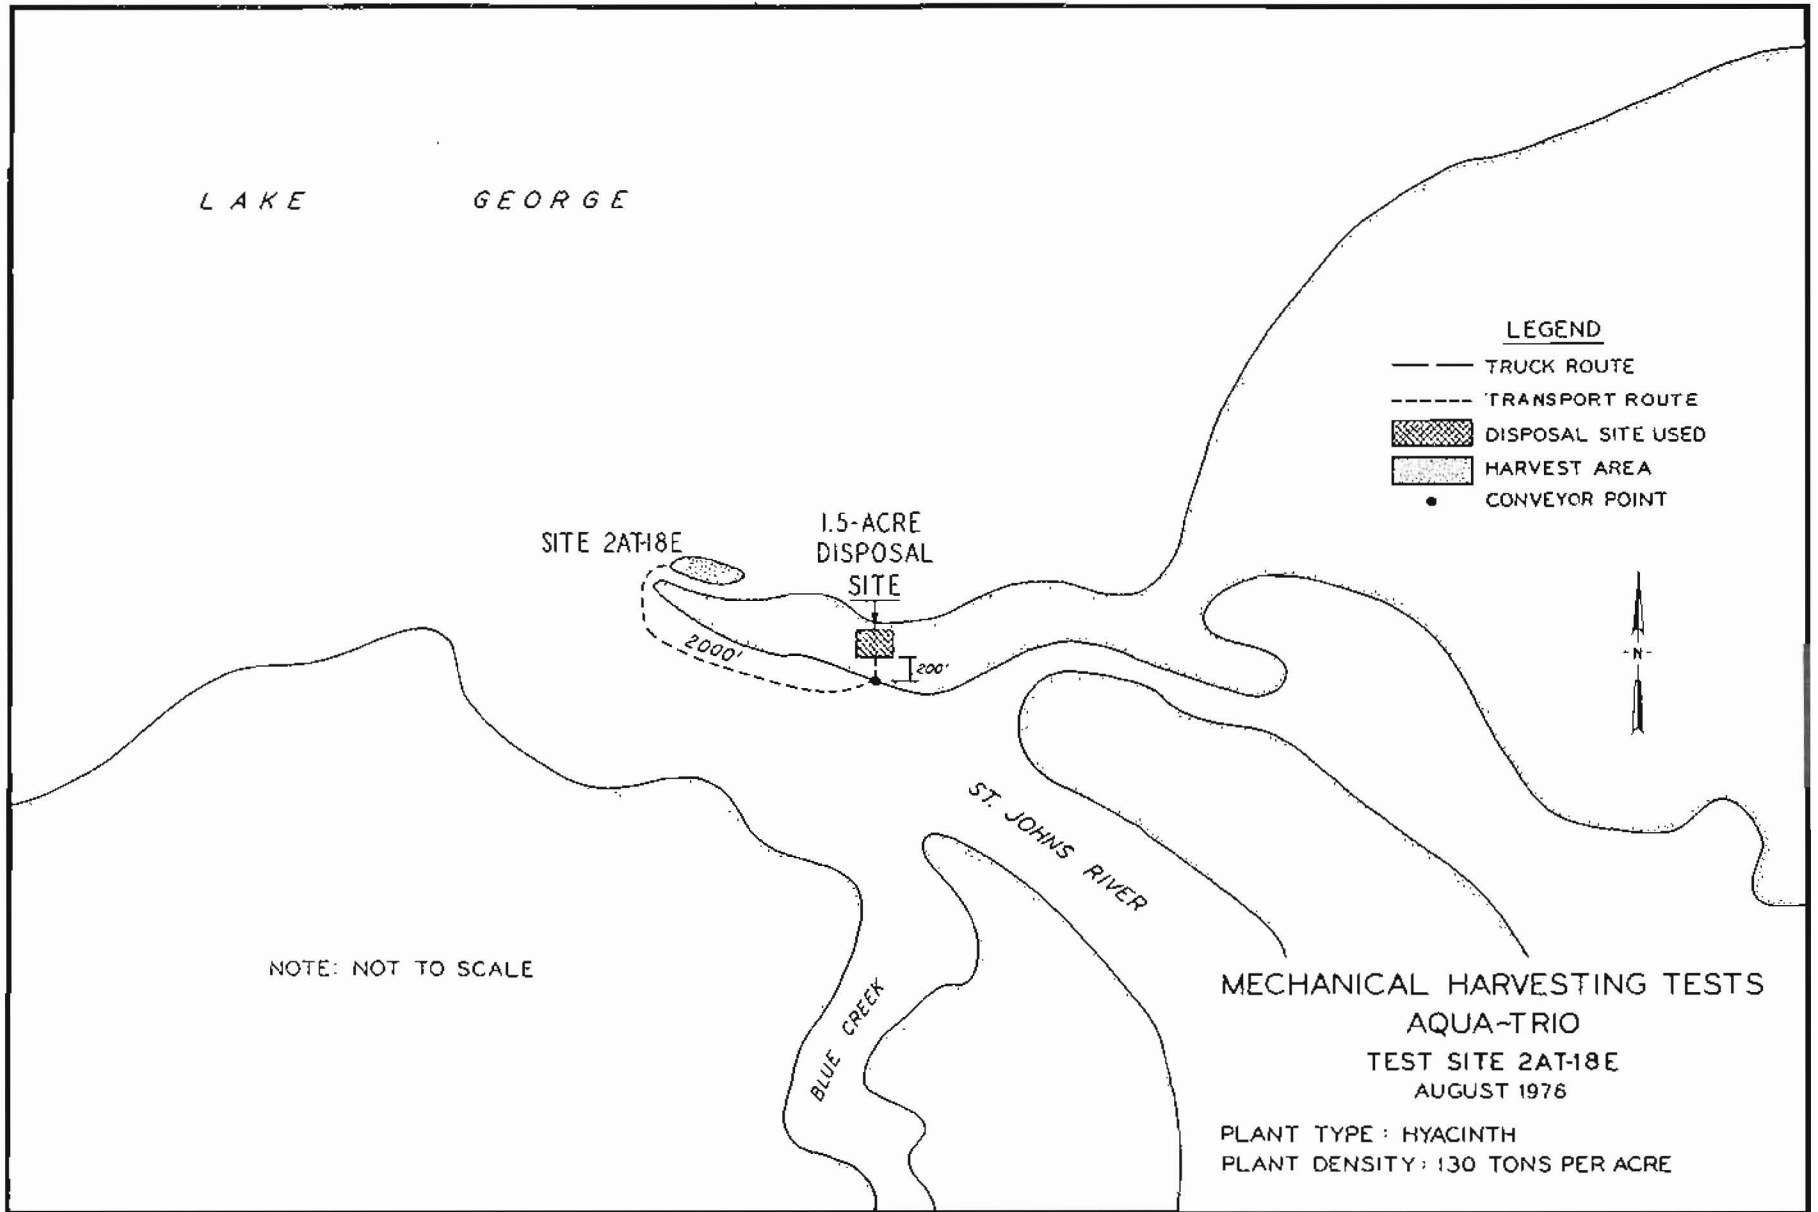 LAKE GEORGE
LEGEND
TRUCK ROUTE
TRANSPORT ROUTE
DISPOSAL SITE USED
HARVEST AREA
CONVEYOR POINT
SITE 2AT-18E
1.5-ACRE
DISPOSAL
SITE
2000'
200'
N
ST. JOHNS RIVER
BLUE CREEK
NOTE: NOT TO SCALE
MECHANICAL HARVESTING TESTS
AQUA-TRIO
TEST SITE 2AT-18E
AUGUST 1976
PLANT TYPE: HYACINTH
PLANT DENSITY: 130 TONS PER ACRE